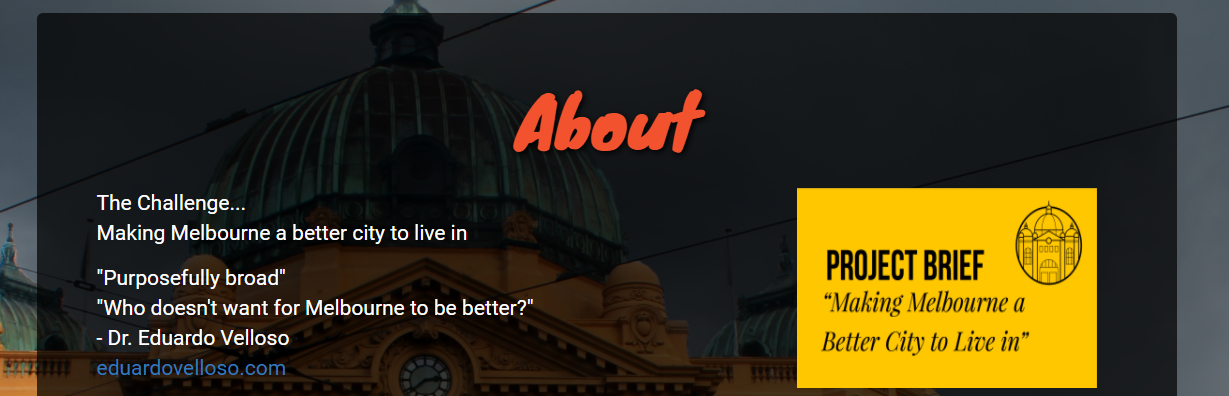 About
The Challenge...
Making Melbourne a better city to live in
"Purposefully broad"
"Who doesn't want for Melbourne to be better?"
- Dr. Eduardo Velloso
eduardovelloso.com
PROJECT BRIEF
“Making Melbourne a
Better City to Live in”